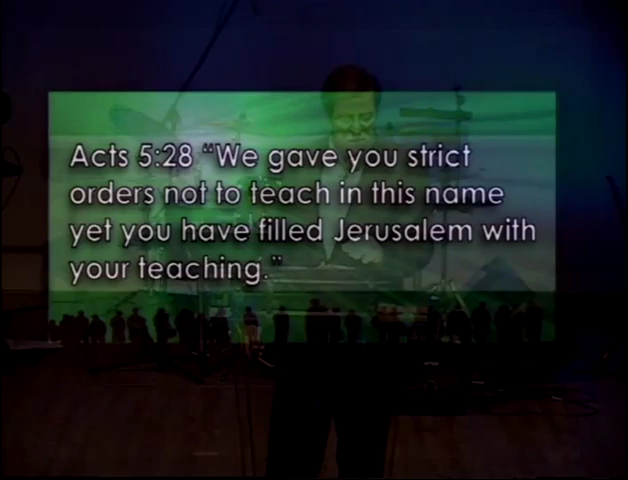 Acts 5:28 “We gave you strict
orders not to teach in this name
yet you have filled Jerusalem with
your teaching.”